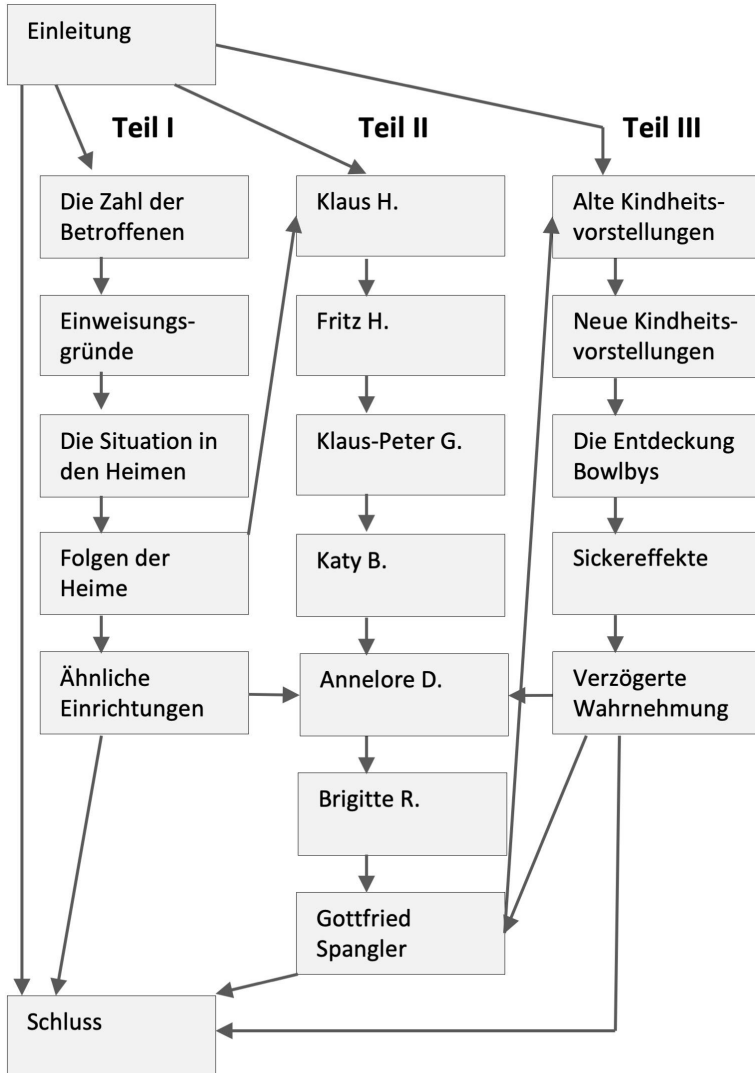 Einleitung
Teil I
Die Zahl der
Betroffenen
Einweisungs-
gründe
Die Situation in
den Heimen
Folgen der
Heime
Ähnliche
Einrichtungen
Teil II
Klaus H.
Fritz H.
Klaus-Peter G.
Katy B.
Annelore D.
Brigitte R.
Gottfried
Spangler
Teil III
Alte Kindheits-
vorstellungen
Neue Kindheits-
vorstellungen
Die Entdeckung
Bowlbys
Sickereffekte
Verzögerte
Wahrnehmung
Schluss